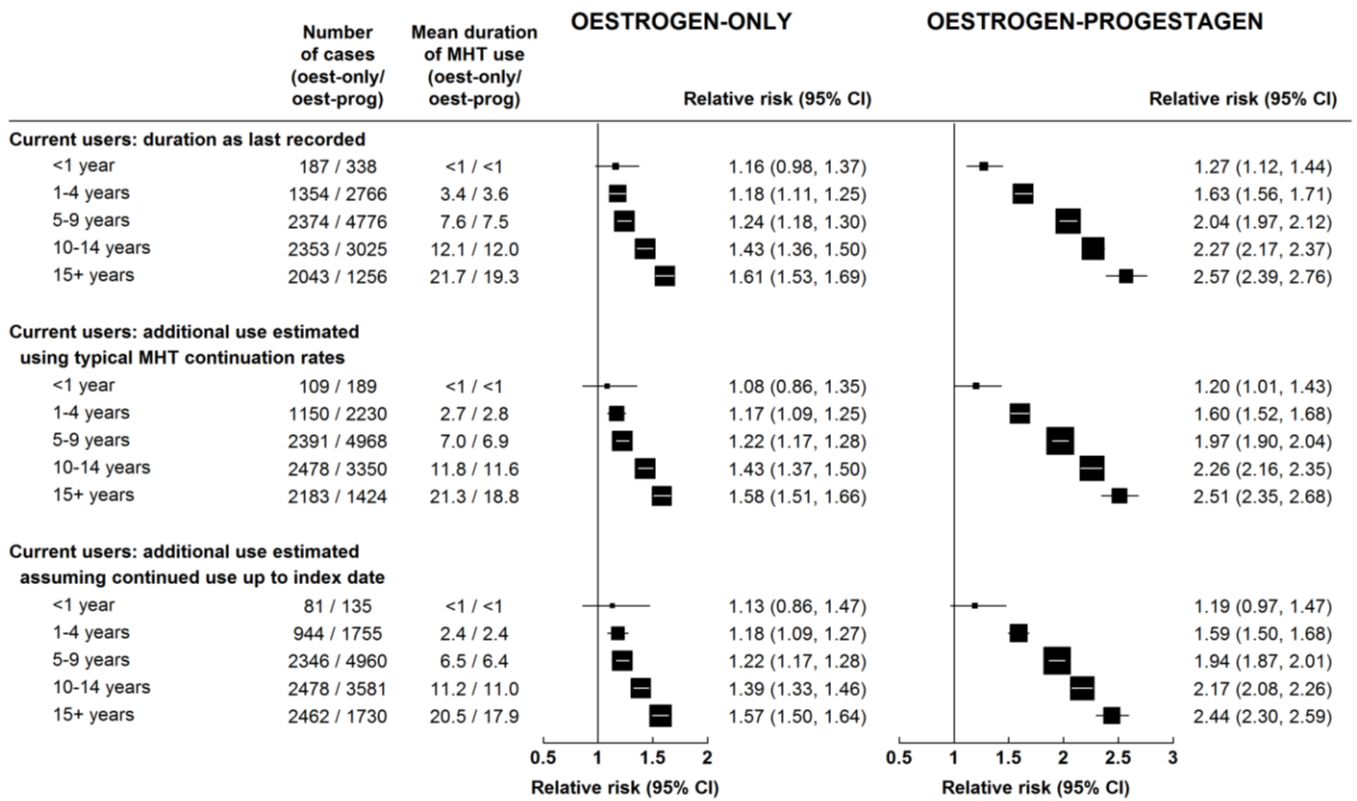 OESTROGEN-ONLY OESTROGEN-PROGESTAGEN
Number Mean duration
of cases of MHT use
(oest-only/ (oest-only/
oest-prog) oest-prog) Relative risk (95% CI) Relative risk (95% CI)
Current users: duration as last recorded
<1 year 187 / 338 <1 / <1 1.16 (0.98, 1.37) 1.27 (1.12, 1.44)
1-4 years 1354 / 2766 3.4 / 3.6 1.18 (1.11, 1.25) 1.63 (1.56, 1.71)
5-9 years 2374 / 4776 7.6 / 7.5 1.24 (1.18, 1.30) 2.04 (1.97, 2.12)
10-14 years 2353 / 3025 12.1 / 12.0 1.43 (1.36, 1.50) 2.27 (2.17, 2.37)
15+ years 2043 / 1256 21.7 / 19.3 1.61 (1.53, 1.69) 2.57 (2.39, 2.76)
Current users: additional use estimated
using typical MHT continuation rates
<1 year 109 / 189 <1 / <1 1.08 (0.86, 1.35) 1.20 (1.01, 1.43)
1-4 years 1150 / 2230 2.7 / 2.8 1.17 (1.09, 1.25) 1.60 (1.52, 1.68)
5-9 years 2391 / 4968 7.0 / 6.9 1.22 (1.17, 1.28) 1.97 (1.90, 2.04)
10-14 years 2478 / 3350 11.8 / 11.6 1.43 (1.37, 1.50) 2.26 (2.16, 2.35)
15+ years 2183 / 1424 21.3 / 18.8 1.58 (1.51, 1.66) 2.51 (2.35, 2.68)
Current users: additional use estimated
assuming continued use up to index date
<1 year 81 / 135 <1 / <1 1.13 (0.86, 1.47) 1.19 (0.97, 1.47)
1-4 years 944 / 1755 2.4 / 2.4 1.18 (1.09, 1.27) 1.59 (1.50, 1.68)
5-9 years 2346 / 4960 6.5 / 6.4 1.22 (1.17, 1.28) 1.94 (1.87, 2.01)
10-14 years 2478 / 3581 11.2 / 11.0 1.39 (1.33, 1.46) 2.17 (2.08, 2.26)
15+ years 2462 / 1730 20.5 / 17.9 1.57 (1.50, 1.64) 2.44 (2.30, 2.59)
0.5 1 1.5 2 0.5 1 1.5 2 2.5 3
Relative risk (95% CI) Relative risk (95% CI)